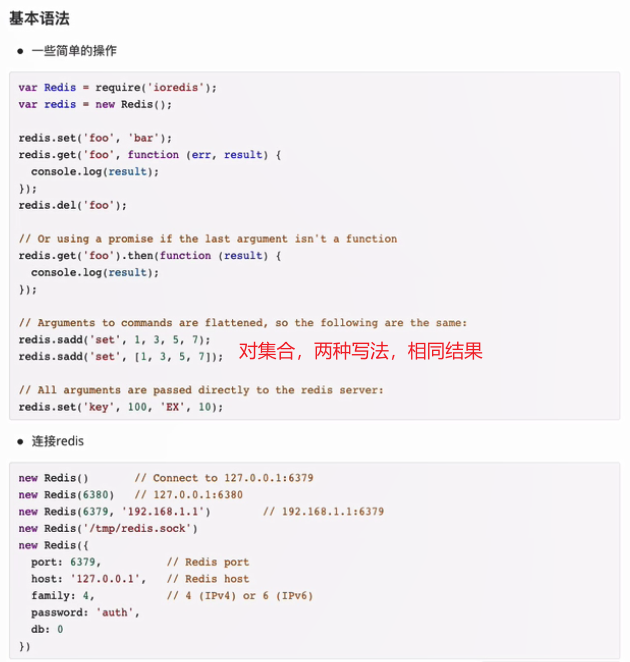 基本语法
● 一些简单的操作
var Redis = require('ioredis');
var redis = new Redis();
redis.set('foo', 'bar');
redis.get('foo', function (err, result) {
  console.log(result);
});
redis.del('foo');
// Or using a promise if the last argument isn't a function
redis.get('foo').then(function (result) {
  console.log(result);
});
// Arguments to commands are flattened, so the following are the same:
redis.sadd('set', 1, 3, 5, 7);
redis.sadd('set', [1, 3, 5, 7]); 对集合，两种写法，相同结果
// All arguments are passed directly to the redis server:
redis.set('key', 100, 'EX', 10);
● 连接redis
new Redis() // Connect to 127.0.0.1:6379
new Redis(6380) // 127.0.0.1:6380
new Redis(6379, '192.168.1.1') // 192.168.1.1:6379
new Redis('/tmp/redis.sock')
new Redis({
  port: 6379, // Redis port
  host: '127.0.0.1', // Redis host
  family: 4, // 4 (IPv4) or 6 (IPv6)
  password: 'auth',
  db: 0
})